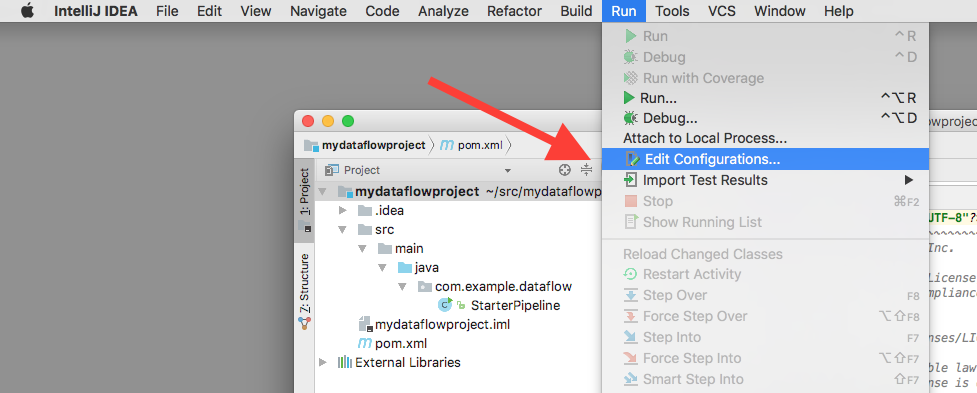 IntelliJ IDEA File Edit View Navigate Code Analyze Refactor Build Run Tools VCS Window Help
Run ^R
Debug ^D
Run with Coverage
Run... ^⌥R
Debug... ^⌥D
Attach to Local Process...
Edit Configurations...
Import Test Results
Stop ⌘F2
Show Running List
Reload Changed Classes
Restart Activity
Step Over F8
Force Step Over ⌥⇧F8
Step Into F7
Force Step Into ⌥⇧F7
Smart Step Into ⇧F7
mydataflowproject pom.xml
Project
1: Project
7: Structure
mydataflowproject ~/src/mydataflowp
.idea
src
main
java
com.example.dataflow
StarterPipeline
mydataflowproject.iml
pom.xml
External Libraries
owproject
UTF-8"?
Inc.
License
mpliance
nses/LI
ble law
nse is